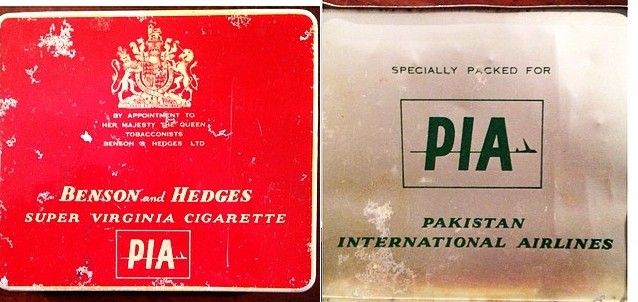 BY APPOINTMENT TO
HER MAJESTY THE QUEEN
TOBACCONISTS
BENSON & HEDGES LTD
BENSON and HEDGES
SUPER VIRGINIA CIGARETTE
PIA
SPECIALLY PACKED FOR
PIA
PAKISTAN
INTERNATIONAL AIRLINES